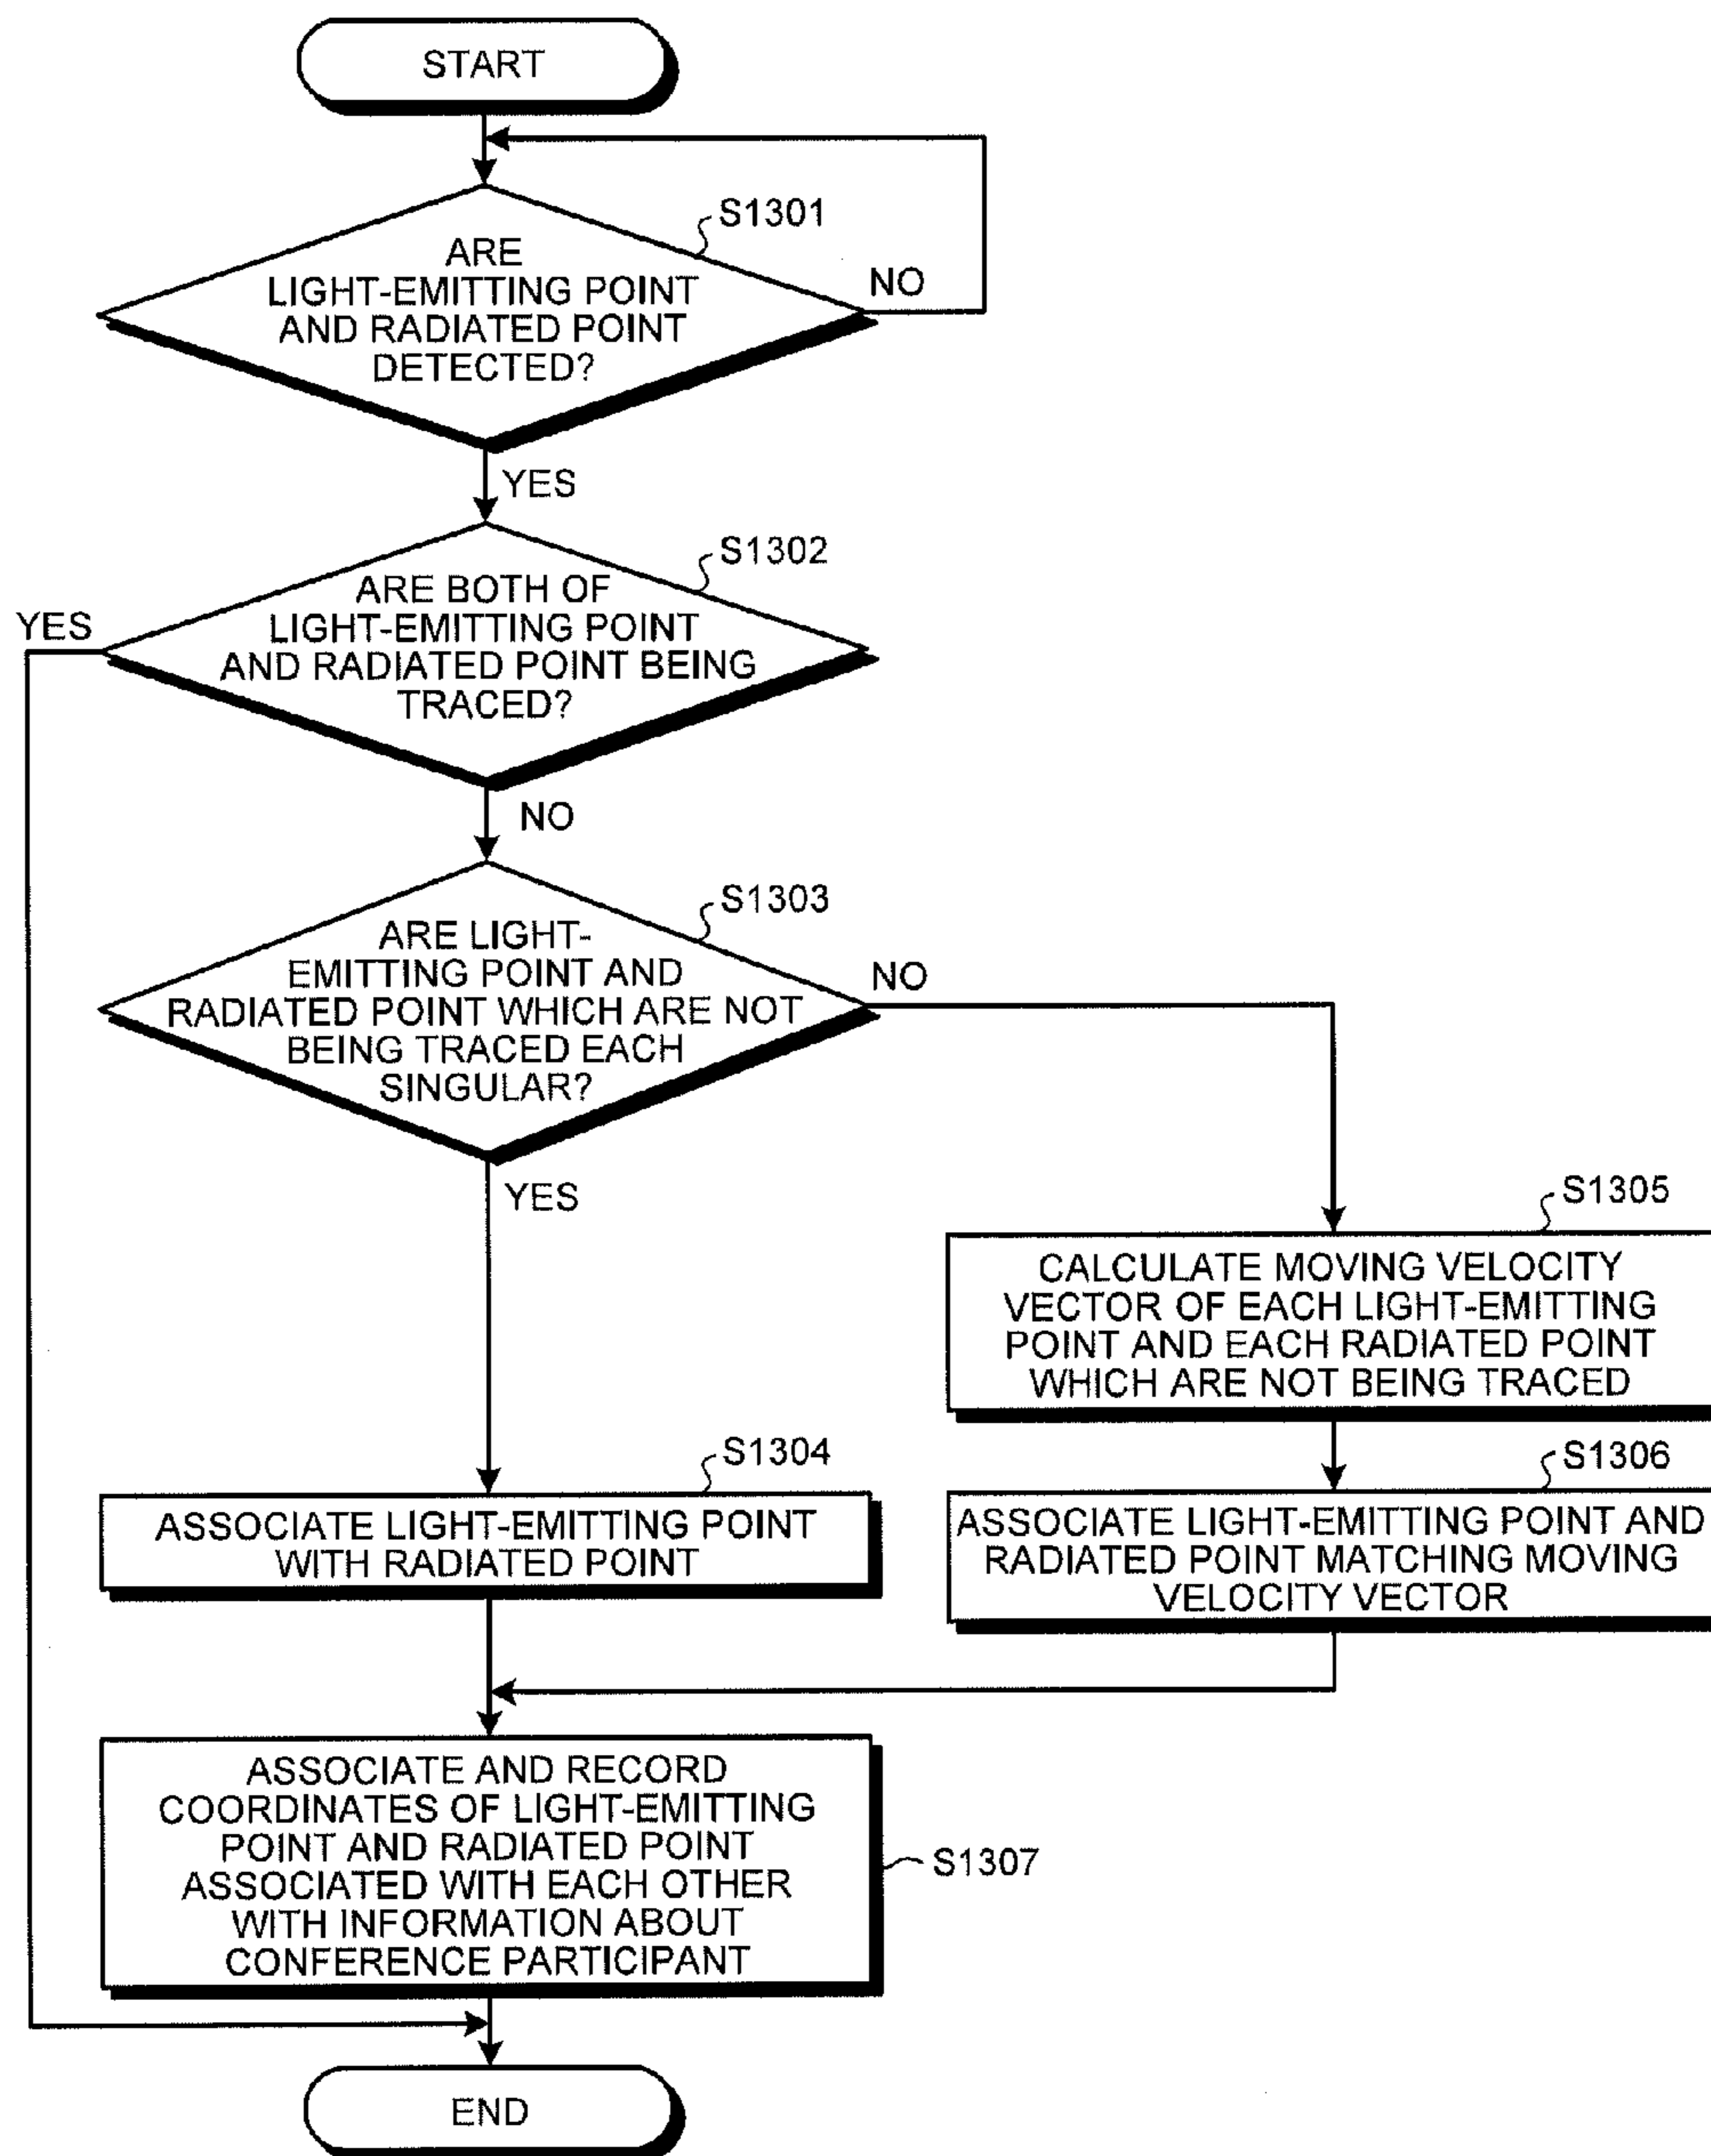 START
S1301
ARE
LIGHT-EMITTING POINT
AND RADIATED POINT
DETECTED?
NO
YES
S1302
ARE BOTH OF
LIGHT-EMITTING POINT
AND RADIATED POINT BEING
TRACED?
YES
NO
S1303
ARE LIGHT-
EMITTING POINT AND
RADIATED POINT WHICH ARE NOT
BEING TRACED EACH
SINGULAR?
NO
YES
S1305
CALCULATE MOVING VELOCITY
VECTOR OF EACH LIGHT-EMITTING
POINT AND EACH RADIATED POINT
WHICH ARE NOT BEING TRACED
S1304
ASSOCIATE LIGHT-EMITTING POINT
WITH RADIATED POINT
S1306
ASSOCIATE LIGHT-EMITTING POINT AND
RADIATED POINT MATCHING MOVING
VELOCITY VECTOR
ASSOCIATE AND RECORD
COORDINATES OF LIGHT-EMITTING
POINT AND RADIATED POINT
ASSOCIATED WITH EACH OTHER
WITH INFORMATION ABOUT
CONFERENCE PARTICIPANT
S1307
END